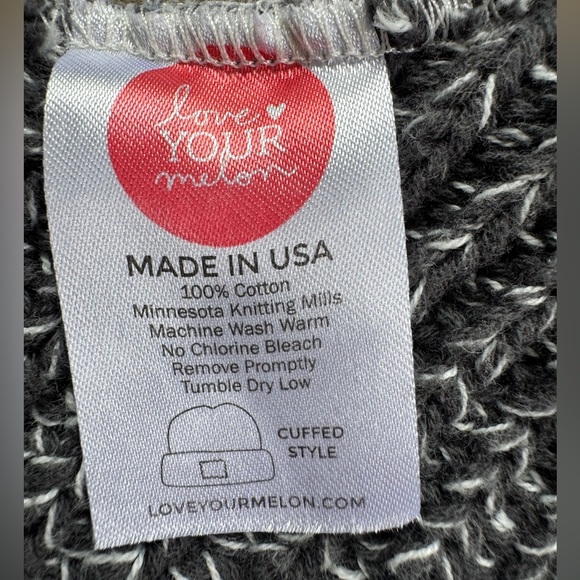 love
YOUR
melon
MADE IN USA
100% Cotton
Minnesota Knitting Mills
Machine Wash Warm
No Chlorine Bleach
Remove Promptly
Tumble Dry Low
CUFFED
STYLE
LOVEYOURMELON.COM